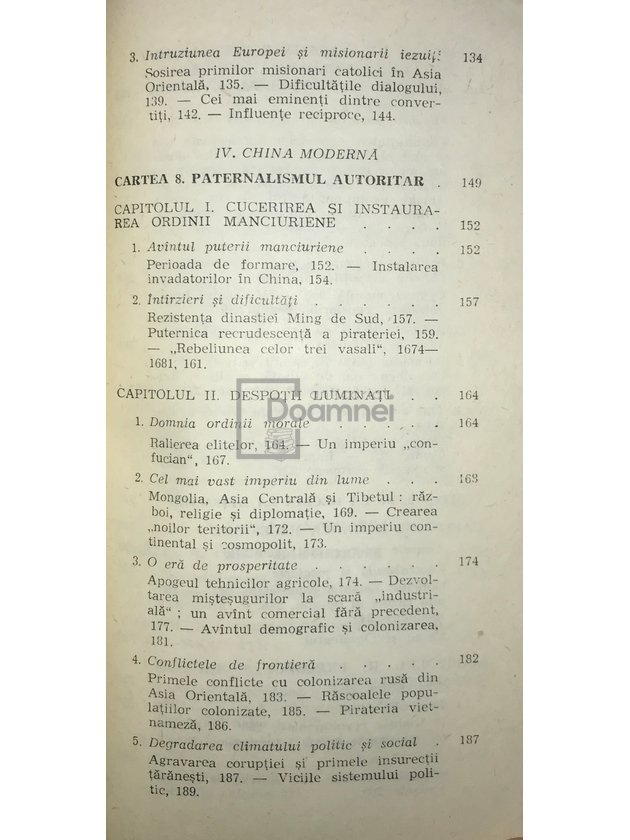 3. Intruziunea Europei și misionarii iezuiți 134
Sosirea primilor misionari catolici în Asia
Orientală, 135. — Dificultățile dialogului,
139. — Cei mai eminenți dintre conver-
tiți, 142. — Influențe reciproce, 144.
IV. CHINA MODERNĂ
CARTEA 8. PATERNALISMUL AUTORITAR . 149
CAPITOLUL I. CUCERIREA ȘI INSTAURA-
REA ORDINII MANCIURIENE . . . . 152
1. Avîntul puterii manciuriene . . . . 152
Perioada de formare, 152. — Instalarea
invadatorilor în China, 154.
2. Intîrzieri și dificultăți . . . . . . 157
Rezistența dinastiei Ming de Sud, 157. —
Puternica recrudescență a pirateriei, 159.
— „Rebeliunea celor trei vasali“, 1674—
1681, 161.
CAPITOLUL II. DESPOȚII LUMINAȚI . . 164
Doamnei
1. Domnia ordinii morale . . . . . 164
Ralierea elitelor, 164. — Un imperiu „con-
fucian“, 167.
2. Cel mai vast imperiu din lume . . . 168
Mongolia, Asia Centrală și Tibetul : răz-
boi, religie și diplomație, 169. — Crearea
„noilor teritorii“, 172. — Un imperiu con-
tinental și cosmopolit, 173.
3. O eră de prosperitate . . . . . . 174
Apogeul tehnicilor agricole, 174. — Dezvol-
tarea mișteșugurilor la scară „industri-
ală“ ; un avînt comercial fără precedent,
177. — Avîntul demografic și colonizarea,
181.
4. Conflictele de frontieră . . . . . 182
Primele conflicte cu colonizarea rusă din
Asia Orientală, 183. — Răscoalele popu-
lațiilor colonizate, 185. — Pirateria viet-
nameză, 186.
5. Degradarea climatului politic și social . 187
Agravarea corupției și primele insurecții
țărănești, 187. — Viciile sistemului poli-
tic, 189.